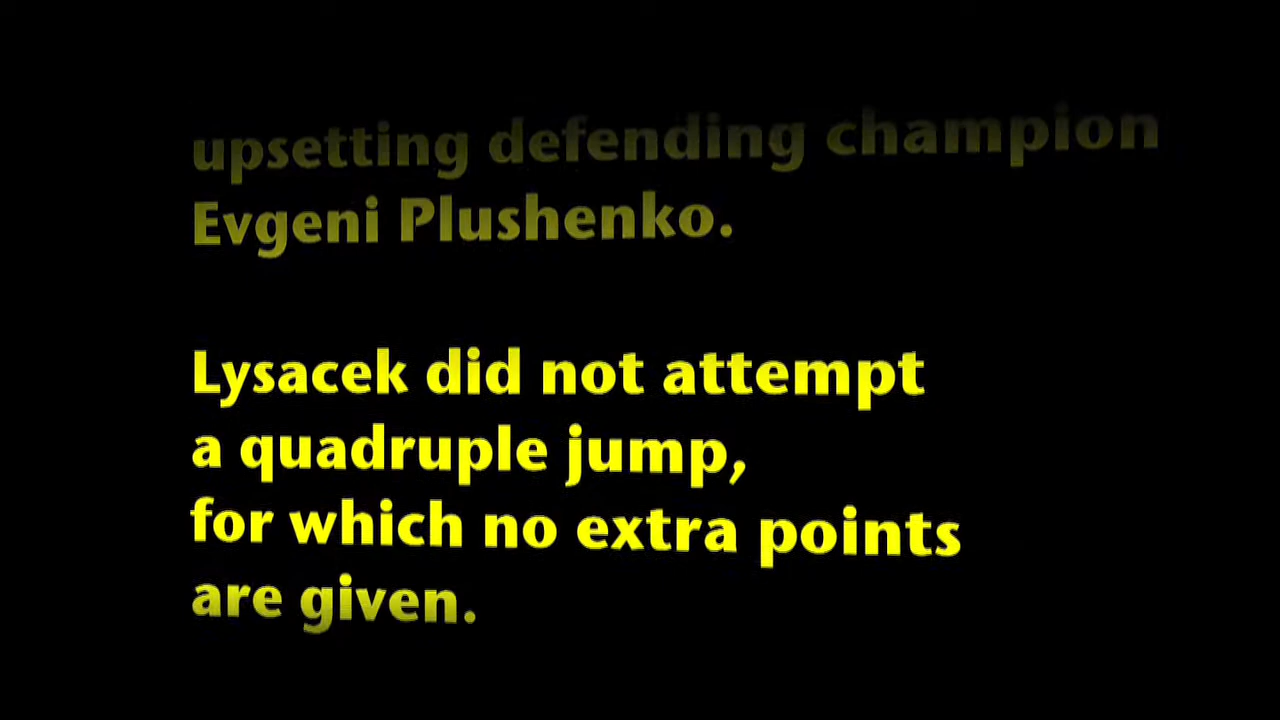 upsetting defending champion
Evgeni Plushenko.
Lysacek did not attempt
a quadruple jump,
for which no extra points
are given.